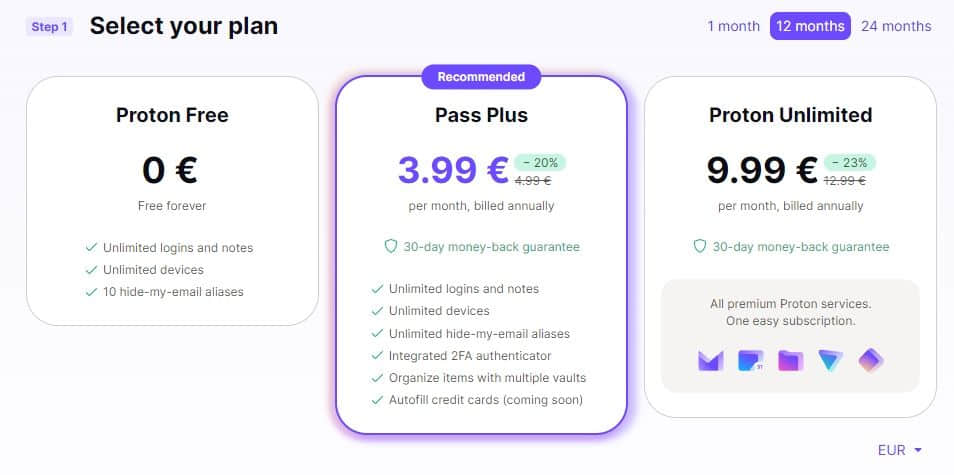 Step 1 Select your plan
1 month 12 months 24 months
Proton Free
0 €
Free forever
Unlimited logins and notes
Unlimited devices
10 hide-my-email aliases
Recommended
Pass Plus
3.99 € − 20%
4.99 €
per month, billed annually
30-day money-back guarantee
Unlimited logins and notes
Unlimited devices
Unlimited hide-my-email aliases
Integrated 2FA authenticator
Organize items with multiple vaults
Autofill credit cards (coming soon)
Proton Unlimited
9.99 € − 23%
12.99 €
per month, billed annually
30-day money-back guarantee
All premium Proton services.
One easy subscription.
31
EUR